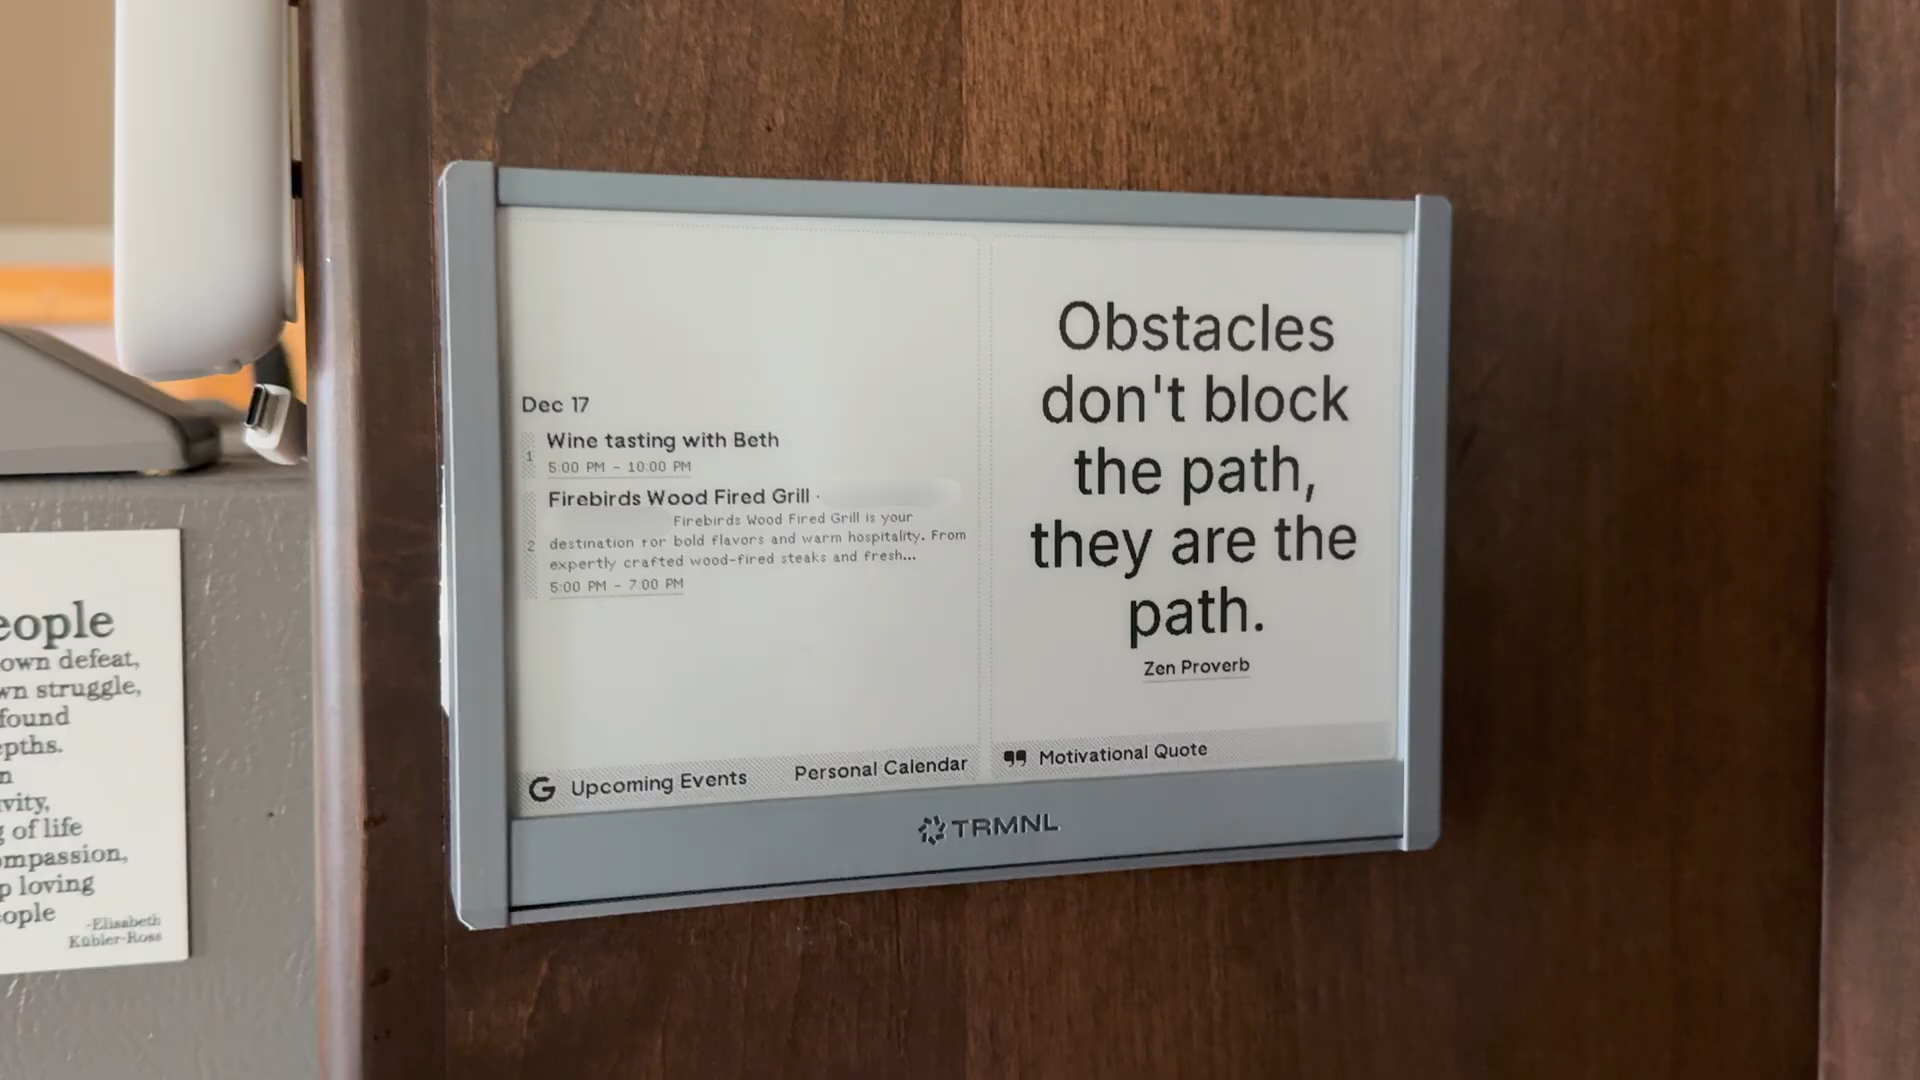 Dec 17
1
Wine tasting with Beth
5:00 PM - 10:00 PM
2
Firebirds Wood Fired Grill ·
Firebirds Wood Fired Grill is your
destination for bold flavors and warm hospitality. From
expertly crafted wood-fired steaks and fresh...
5:00 PM - 7:00 PM
G Upcoming Events
Personal Calendar
Obstacles
don't block
the path,
they are the
path.
Zen Proverb
Motivational Quote
TRMNL
eople
own defeat,
wn struggle,
found
epths.
n
vity,
g of life
ompassion,
p loving
ople
-Elisabeth
Kübler-Ross